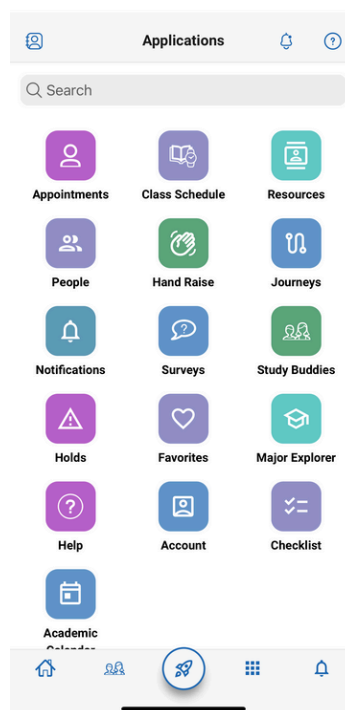 Applications
Search
Appointments
Class Schedule
Resources
People
Hand Raise
Journeys
Notifications
Surveys
Study Buddies
Holds
Favorites
Major Explorer
Help
Account
Checklist
Academic
Calendar